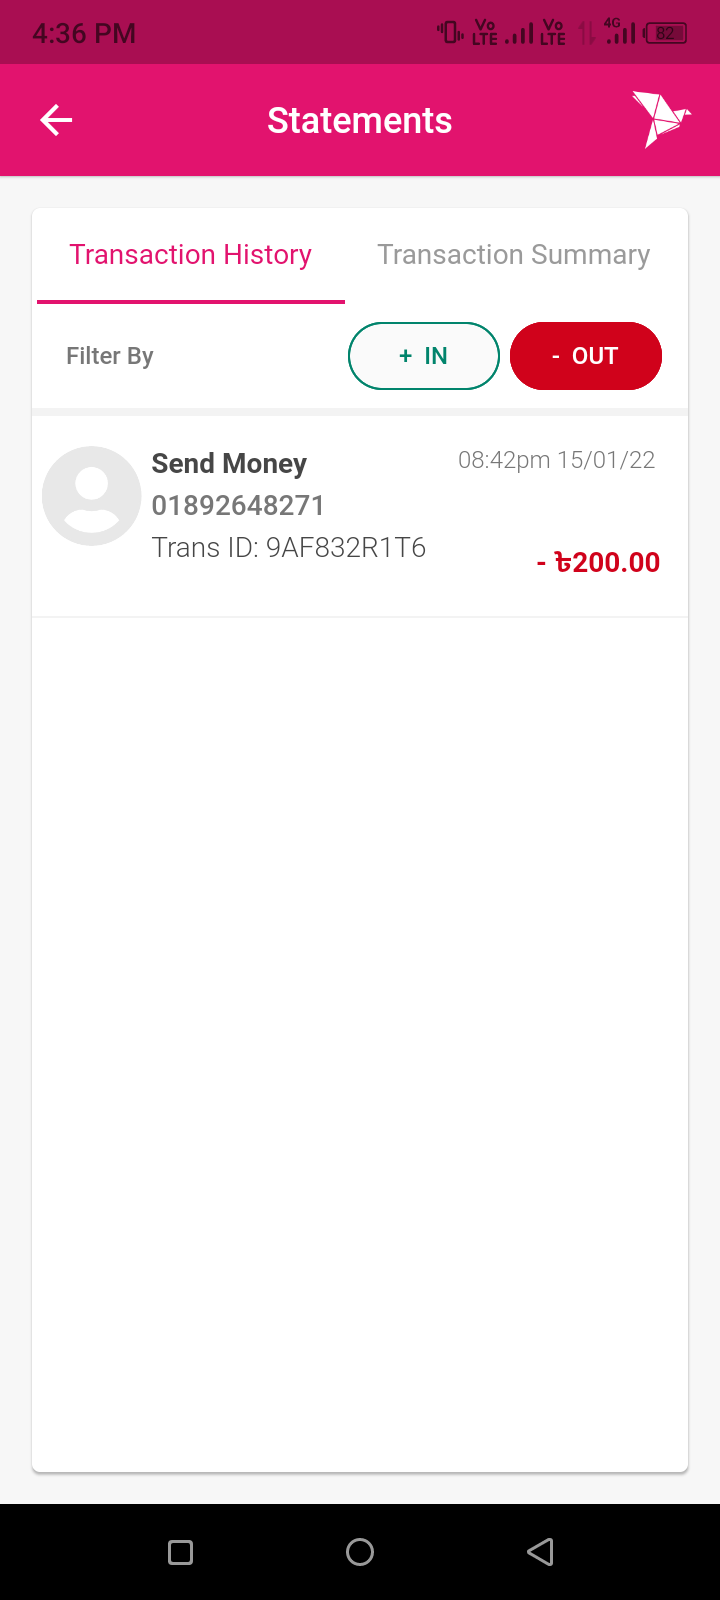 4:36 PM Vo LTE Vo LTE 4G 82
Statements
Transaction History Transaction Summary
Filter By + IN - OUT
Send Money 08:42pm 15/01/22
01892648271
Trans ID: 9AF832R1T6
- ৳200.00